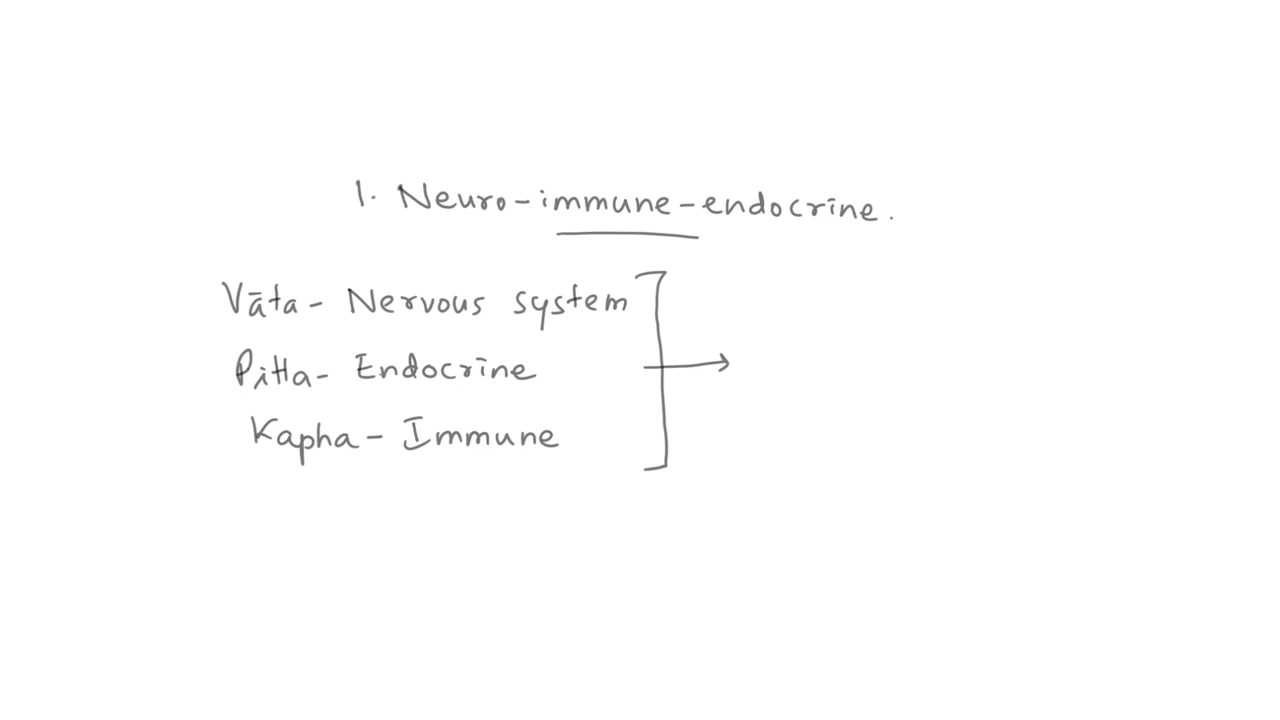 1. Neuro-immune-endocrine.
Vāta - Nervous system
Pitta - Endocrine
Kapha - Immune